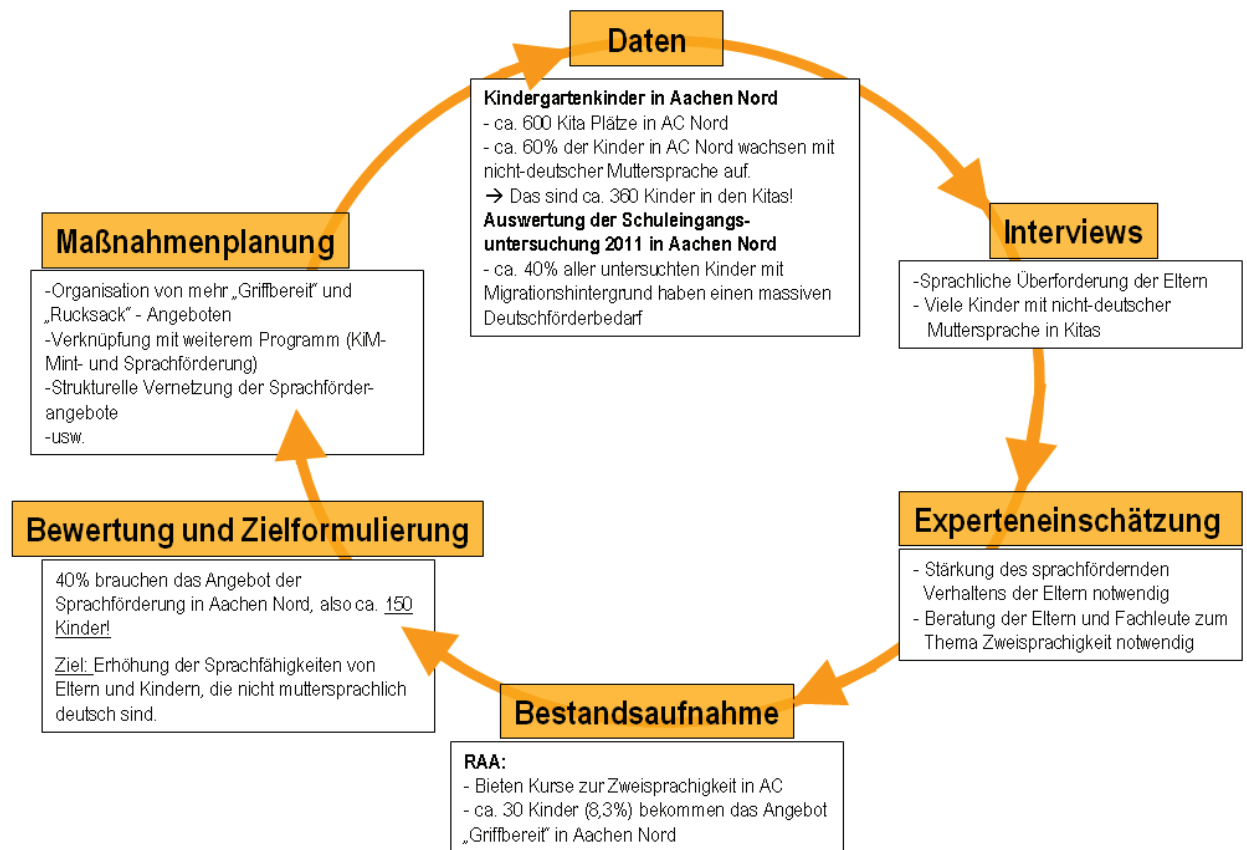 Daten
Kindergartenkinder in Aachen Nord
- ca. 600 Kita Plätze in AC Nord
- ca. 60% der Kinder in AC Nord wachsen mit
nicht-deutscher Muttersprache auf.
→ Das sind ca. 360 Kinder in den Kitas!
Auswertung der Schuleingangs-
untersuchung 2011 in Aachen Nord
- ca. 40% aller untersuchten Kinder mit
Migrationshintergrund haben einen massiven
Deutschförderbedarf
Interviews
-Sprachliche Überforderung der Eltern
- Viele Kinder mit nicht-deutscher
Muttersprache in Kitas
Experteneinschätzung
- Stärkung des sprachfördernden
Verhaltens der Eltern notwendig
- Beratung der Eltern und Fachleute zum
Thema Zweisprachigkeit notwendig
Bestandsaufnahme
RAA:
- Bieten Kurse zur Zweisprachigkeit in AC
- ca. 30 Kinder (8,3%) bekommen das Angebot
„Griffbereit" in Aachen Nord
Bewertung und Zielformulierung
40% brauchen das Angebot der
Sprachförderung in Aachen Nord, also ca. 150
Kinder!
Ziel: Erhöhung der Sprachfähigkeiten von
Eltern und Kindern, die nicht muttersprachlich
deutsch sind.
Maßnahmenplanung
-Organisation von mehr „Griffbereit" und
„Rucksack" - Angeboten
-Verknüpfung mit weiterem Programm (KiM-
Mint- und Sprachförderung)
-Strukturelle Vernetzung der Sprachförder-
angebote
-usw.